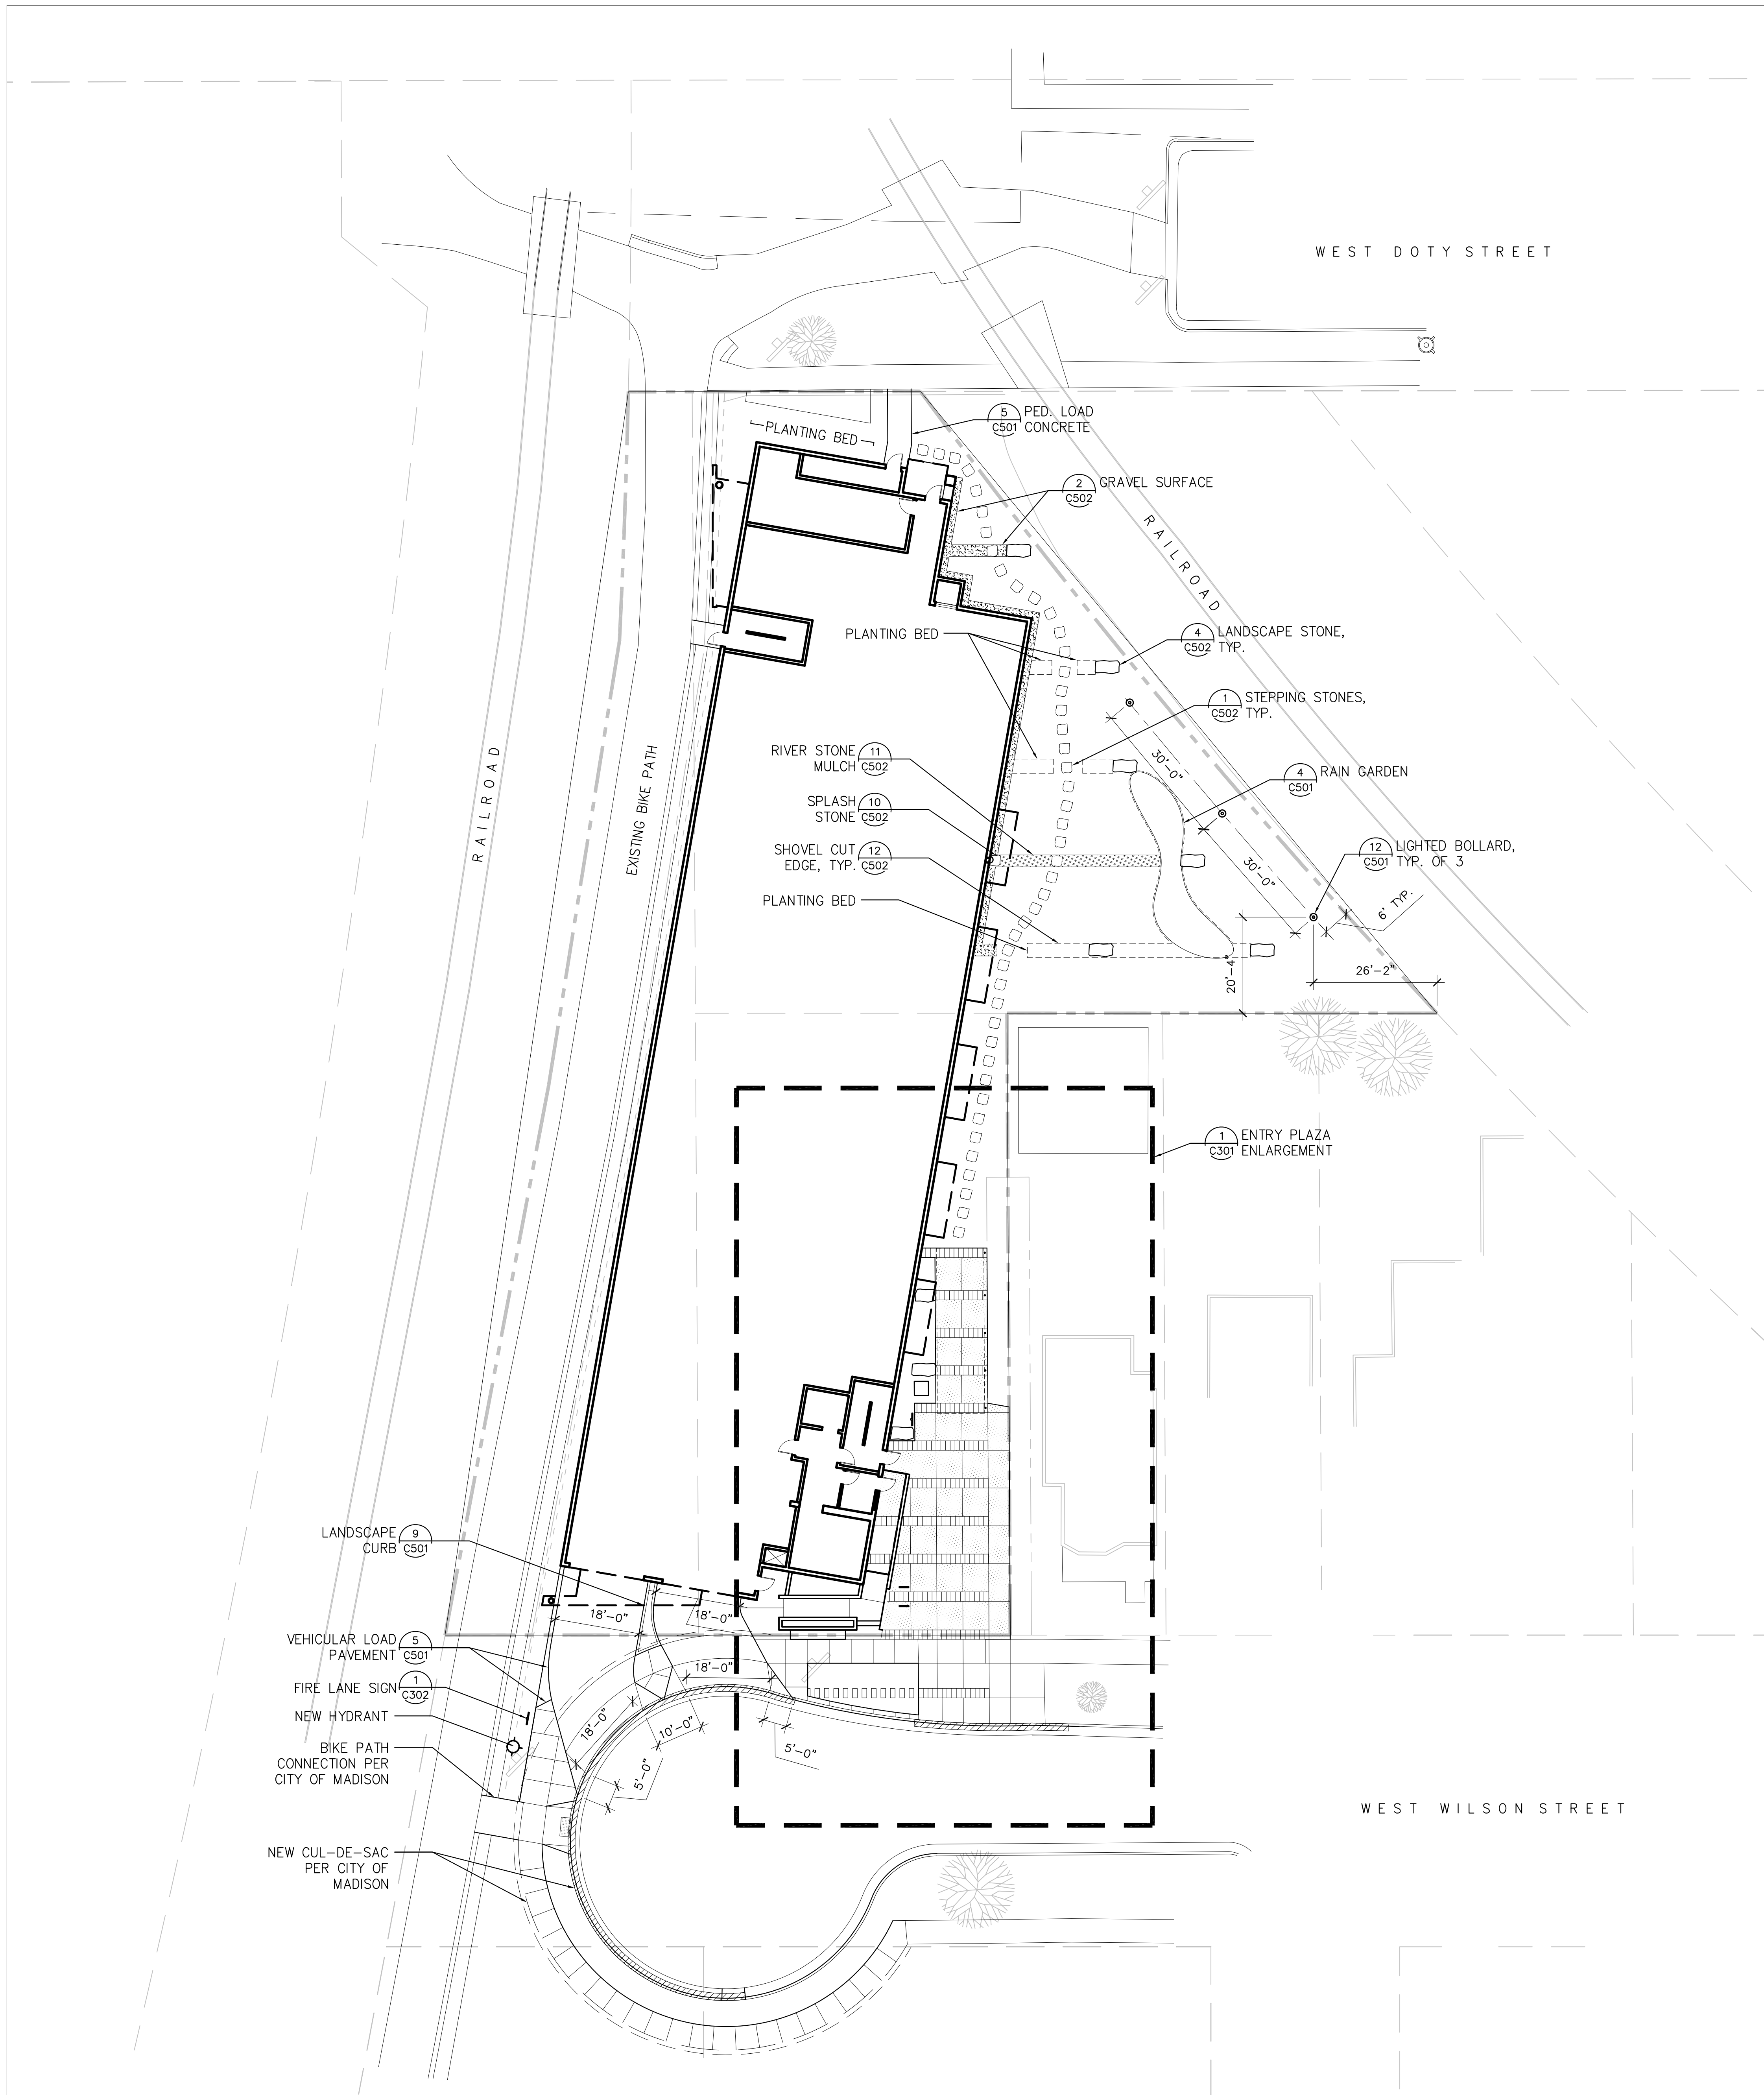 WEST DOTY STREET
PLANTING BED
5
C501
PED. LOAD
CONCRETE
2
C502
GRAVEL SURFACE
RAILROAD
PLANTING BED
4
C502
LANDSCAPE STONE,
TYP.
1
C502
STEPPING STONES,
TYP.
RAILROAD
EXISTING BIKE PATH
RIVER STONE
MULCH
11
C502
30'-0"
4
C501
RAIN GARDEN
SPLASH
STONE
10
C502
SHOVEL CUT
EDGE, TYP.
12
C502
30'-0"
12
C501
LIGHTED BOLLARD,
TYP. OF 3
PLANTING BED
6' TYP.
20'-4"
26'-2"
1
C301
ENTRY PLAZA
ENLARGEMENT
LANDSCAPE
CURB
9
C501
18'-0"
18'-0"
VEHICULAR LOAD
PAVEMENT
5
C501
18'-0"
FIRE LANE SIGN
1
C302
NEW HYDRANT
18'-0"
10'-0"
5'-0"
5'-0"
BIKE PATH
CONNECTION PER
CITY OF MADISON
WEST WILSON STREET
NEW CUL-DE-SAC
PER CITY OF
MADISON